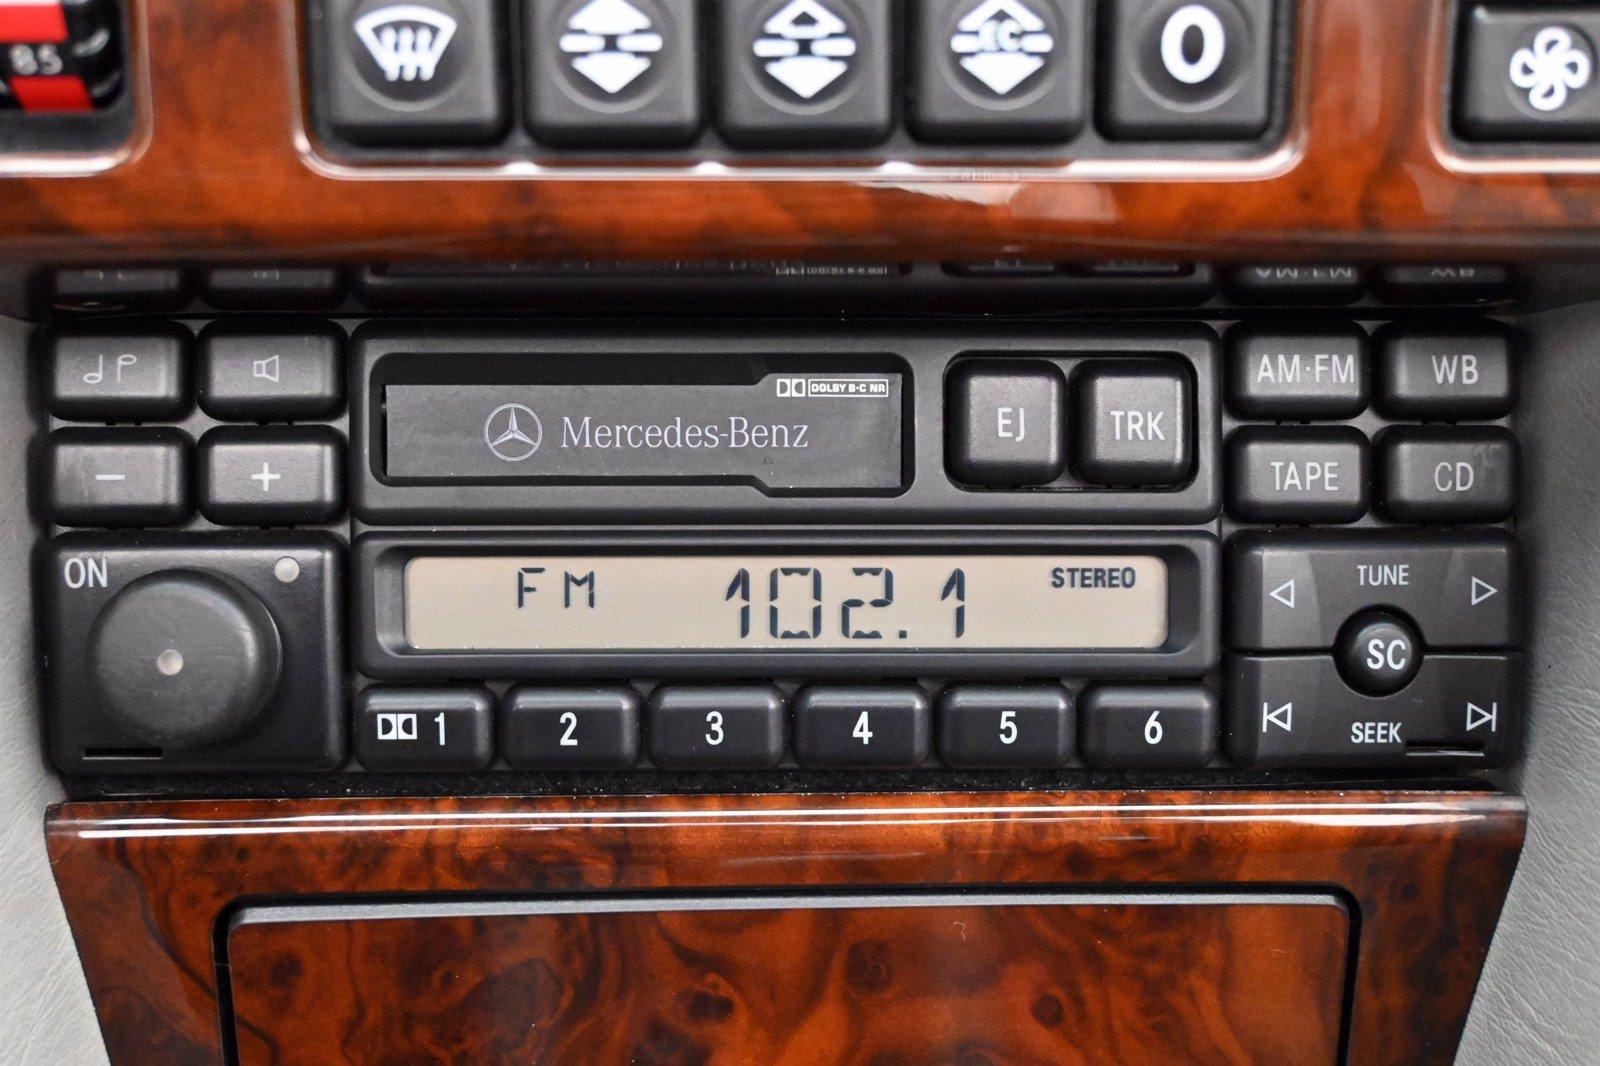 85
EC
0
DOLBY B·C NR
Mercedes-Benz
EJ
TRK
AM·FM
WB
TAPE
CD
−
+
ON
FM 102.1 STEREO
TUNE
SC
SEEK
1 2 3 4 5 6